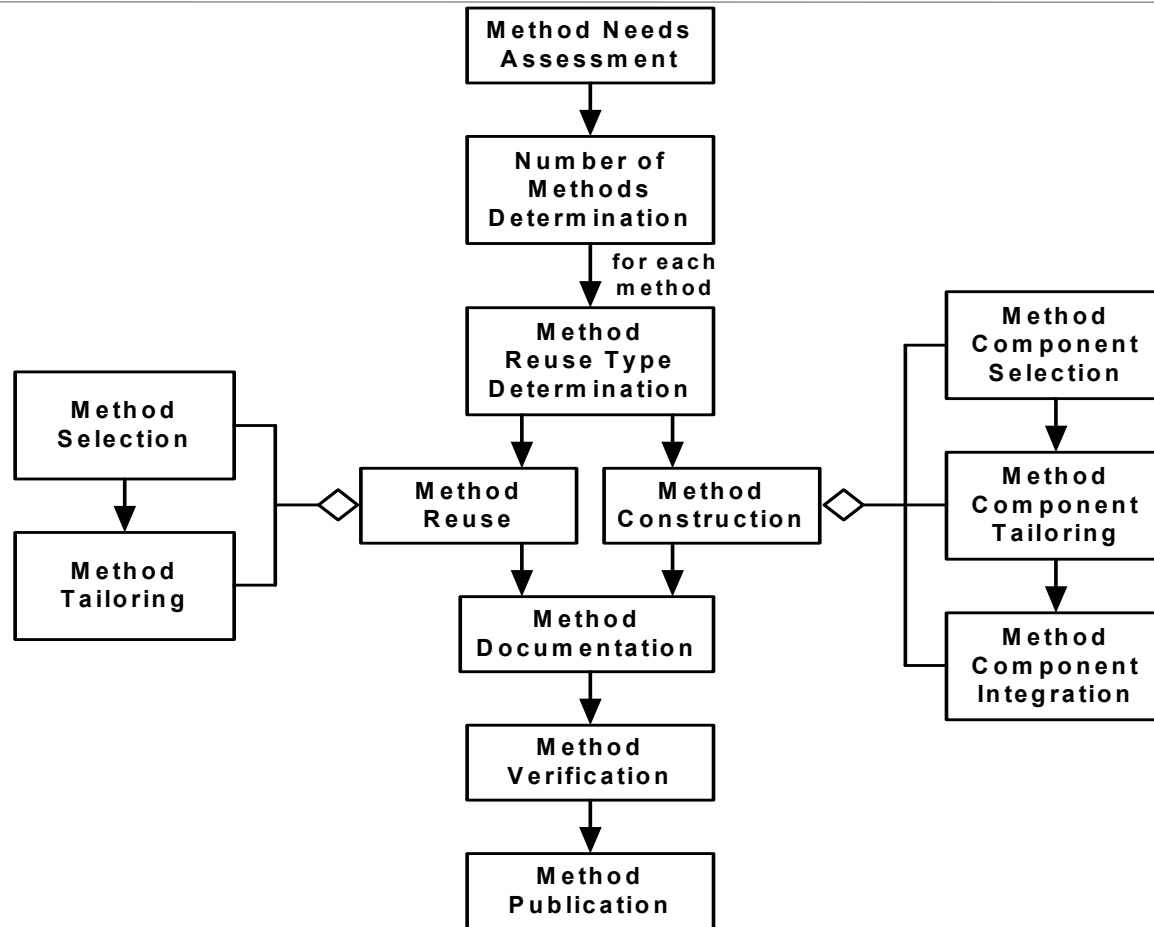 Method Needs
Assessment
Number of
Methods
Determination
for each
method
Method
Reuse Type
Determination
Method
Selection
Method
Tailoring
Method
Reuse
Method
Construction
Method
Component
Selection
Method
Component
Tailoring
Method
Component
Integration
Method
Documentation
Method
Verification
Method
Publication